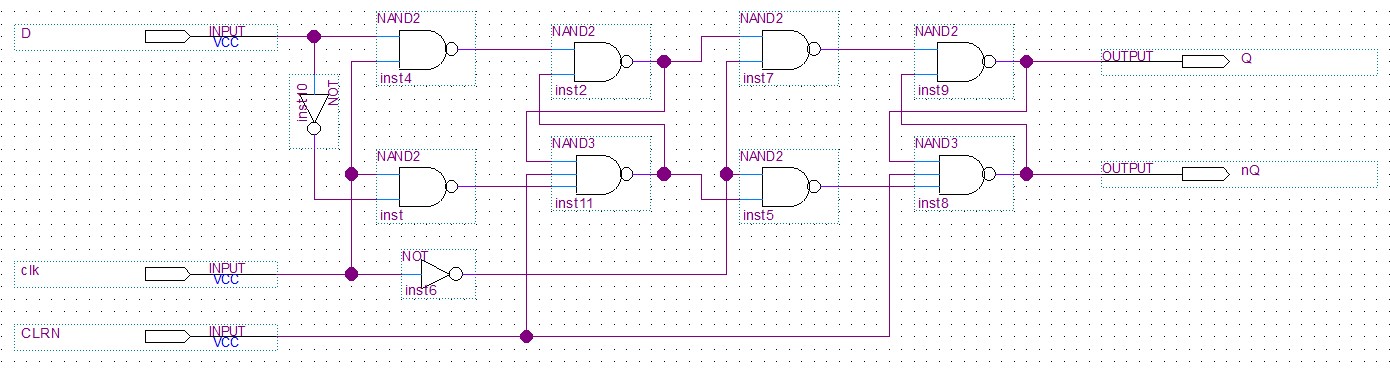 D
INPUT
VCC
NAND2
inst4
NAND2
inst2
NAND2
inst7
NAND2
inst9
OUTPUT
Q
inst10
NOT
NAND2
inst
NAND3
inst11
NAND2
inst5
NAND3
inst8
OUTPUT
nQ
clk
INPUT
VCC
NOT
inst6
CLRN
INPUT
VCC